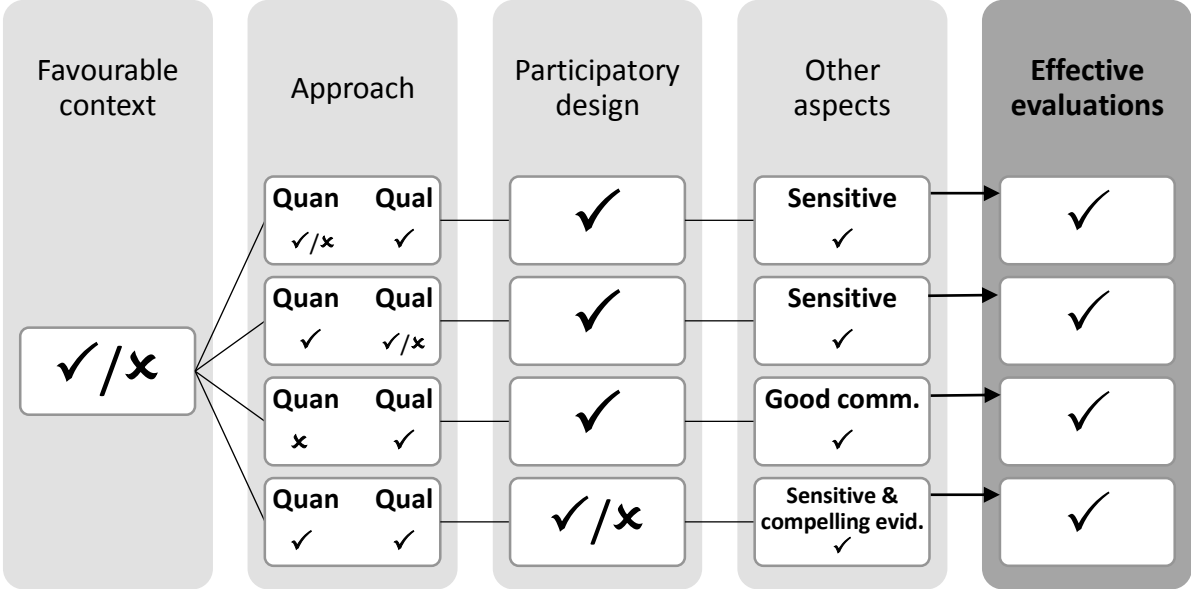 Favourable
context
Approach
Participatory
design
Other
aspects
Effective
evaluations
✓/×
Quan Qual
✓/× ✓
✓
Sensitive
✓
✓
Quan Qual
✓ ✓/×
✓
Sensitive
✓
✓
Quan Qual
× ✓
✓
Good comm.
✓
✓
Quan Qual
✓ ✓
✓/×
Sensitive &
compelling evid.
✓
✓